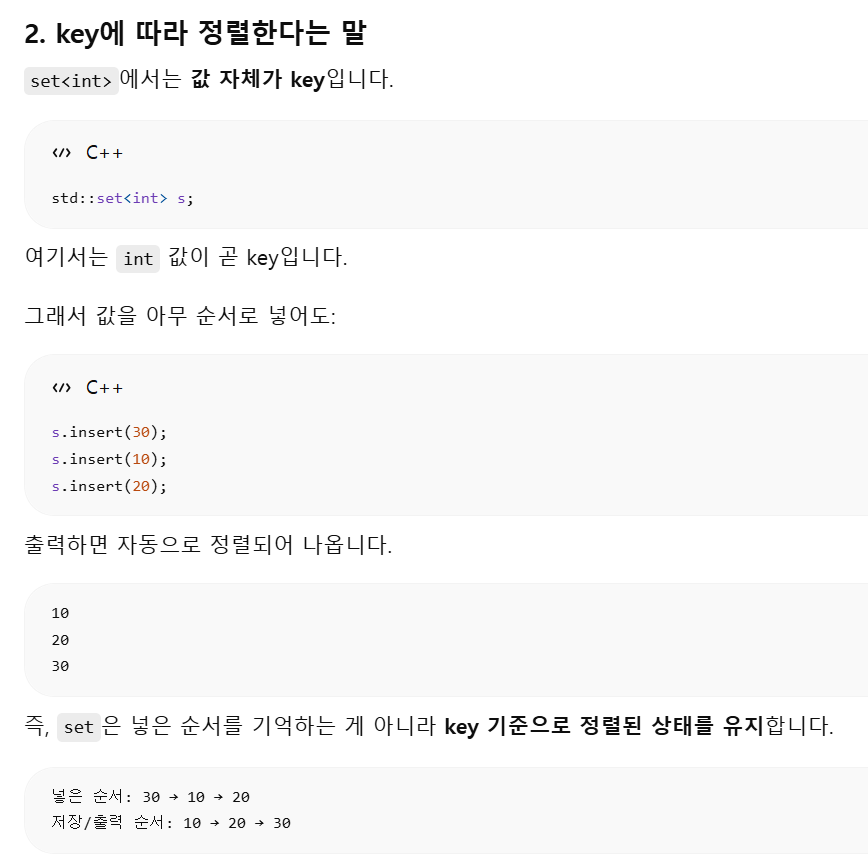 2. key에 따라 정렬한다는 말
set<int>에서는 값 자체가 key입니다.
C++
std::set<int> s;
여기서는 int 값이 곧 key입니다.
그래서 값을 아무 순서로 넣어도:
C++
s.insert(30);
s.insert(10);
s.insert(20);
출력하면 자동으로 정렬되어 나옵니다.
10
20
30
즉, set은 넣은 순서를 기억하는 게 아니라 key 기준으로 정렬된 상태를 유지합니다.
넣은 순서: 30 → 10 → 20
저장/출력 순서: 10 → 20 → 30